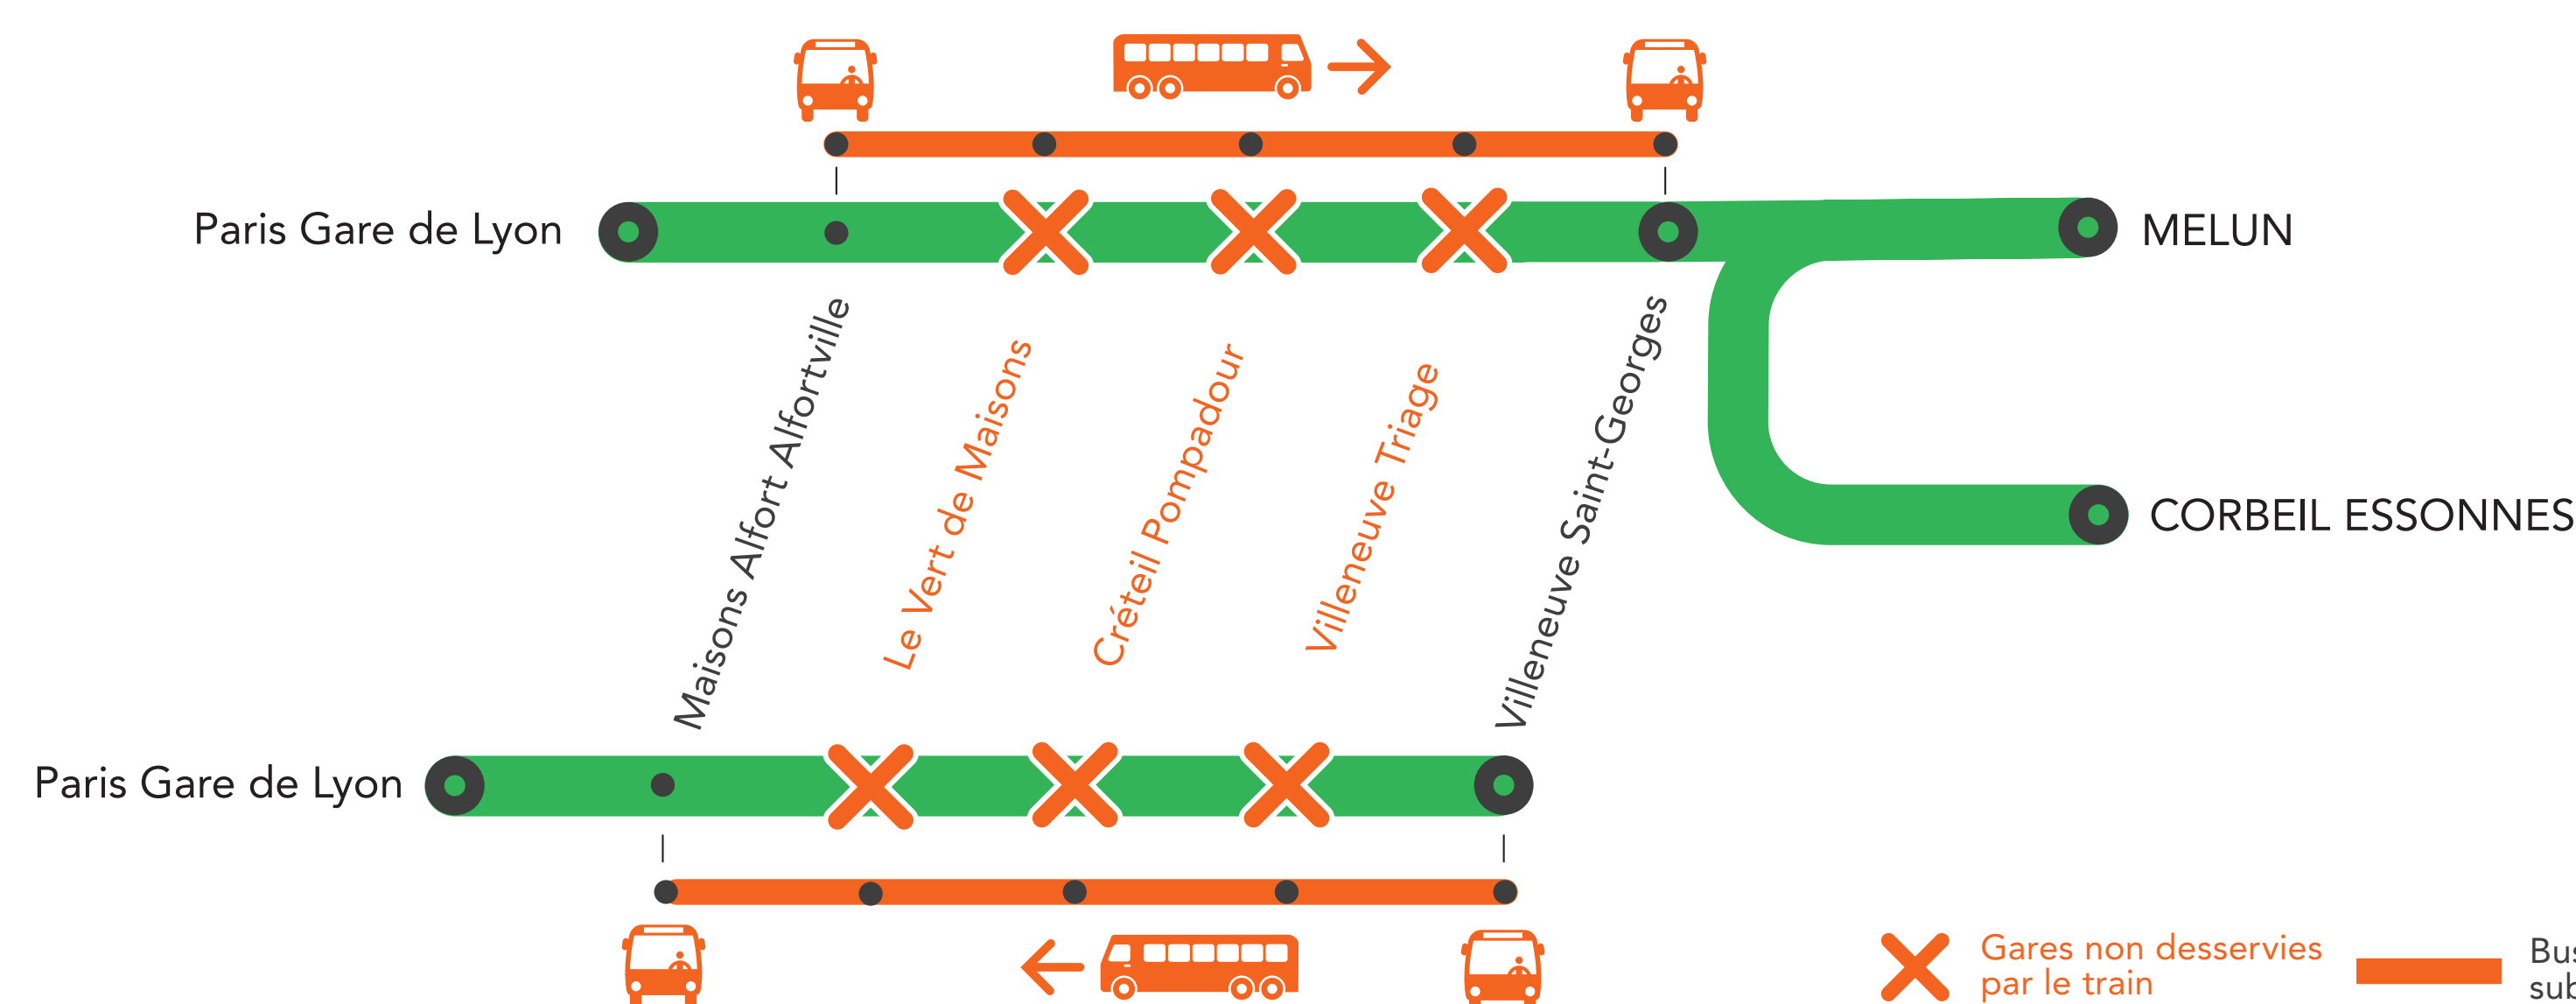 Paris Gare de Lyon
MELUN
Maisons Alfort Alfortville
Le Vert de Maisons
Créteil Pompadour
Villeneuve Triage
Villeneuve Saint-Georges
CORBEIL ESSONNES
Paris Gare de Lyon
Gares non desservies
par le train